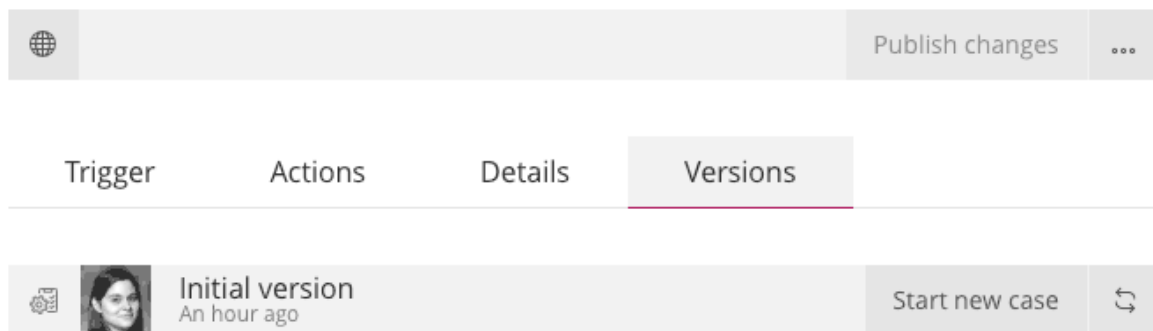 Publish changes
Trigger Actions Details Versions
Initial version
An hour ago
Start new case